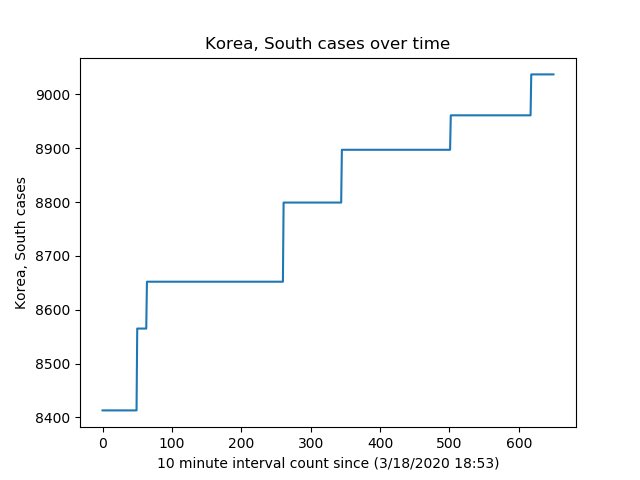 Korea, South cases over time
9000
8900
8800
8700
8600
8500
8400
Korea, South cases
0 100 200 300 400 500 600
10 minute interval count since (3/18/2020 18:53)